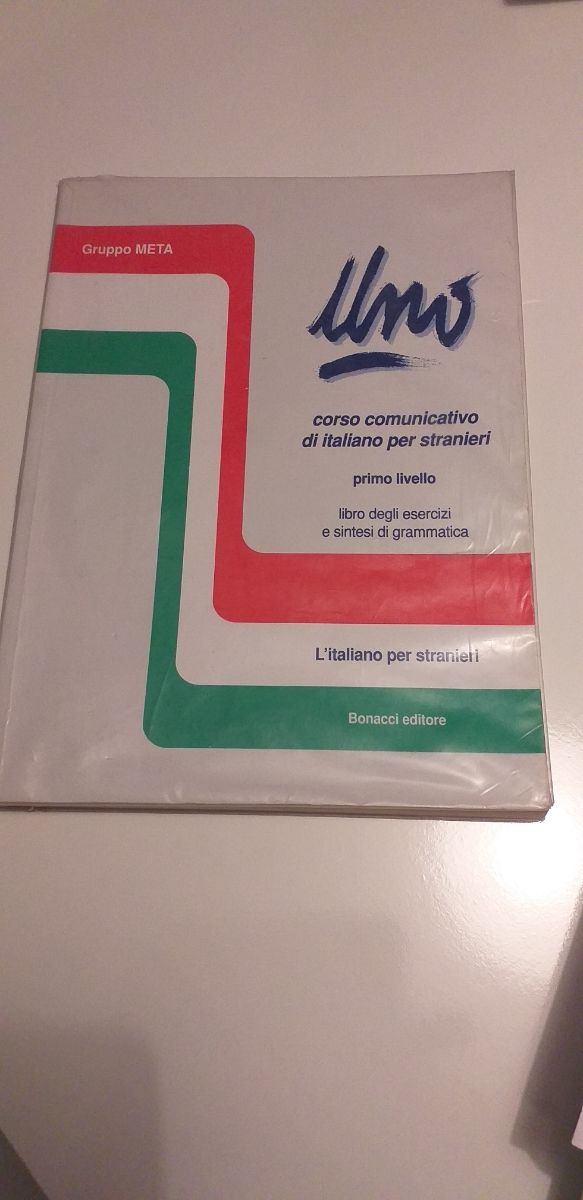 Gruppo META
Uno
corso comunicativo
di italiano per stranieri
primo livello
libro degli esercizi
e sintesi di grammatica
L'italiano per stranieri
Bonacci editore